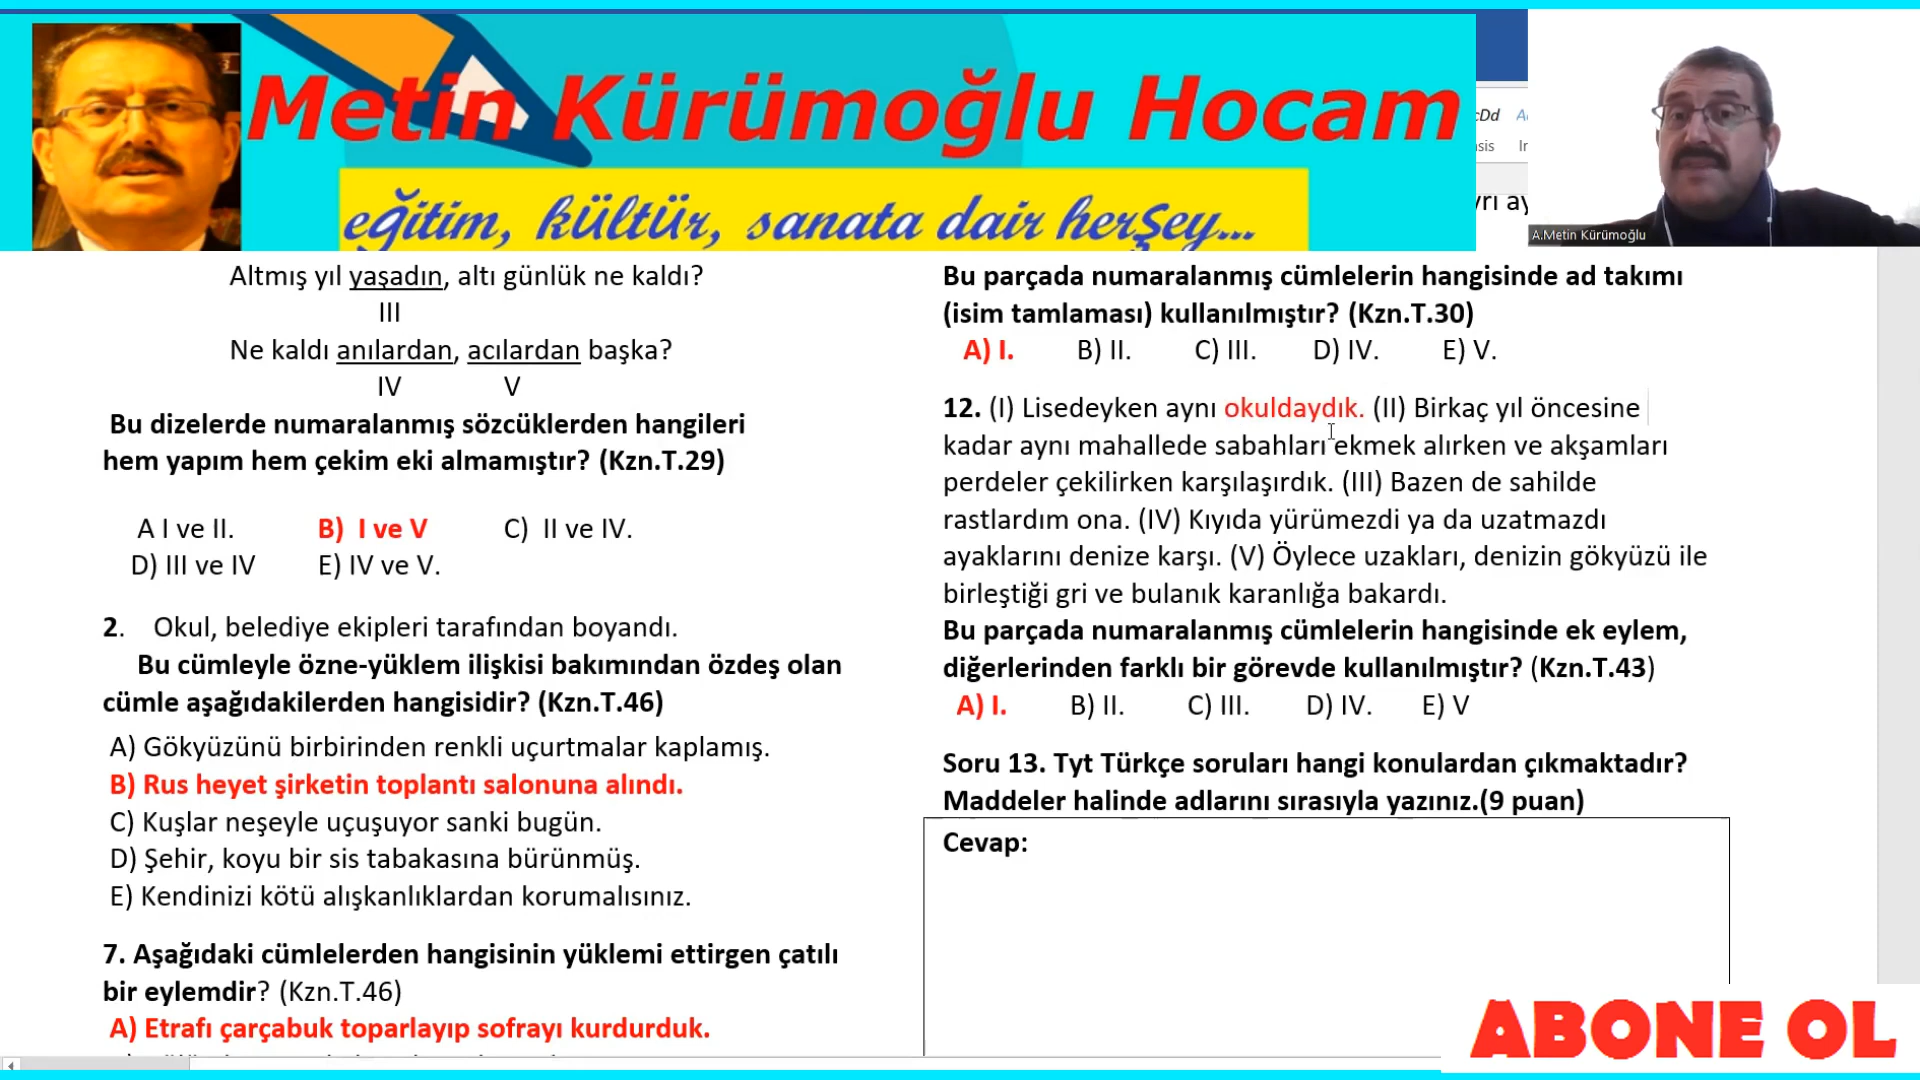 Metin Kürümoğlu Hocam
eğitim, kültür, sanata dair herşey...
A.Metin Kürümoğlu
Altmış yıl yaşadın, altı günlük ne kaldı?
III
Ne kaldı anılardan, acılardan başka?
IV V
Bu dizelerde numaralanmış sözcüklerden hangileri
hem yapım hem çekim eki almamıştır? (Kzn.T.29)
A I ve II. B) I ve V C) II ve IV.
D) III ve IV E) IV ve V.
2. Okul, belediye ekipleri tarafından boyandı.
Bu cümleyle özne-yüklem ilişkisi bakımından özdeş olan
cümle aşağıdakilerden hangisidir? (Kzn.T.46)
A) Gökyüzünü birbirinden renkli uçurtmalar kaplamış.
B) Rus heyet şirketin toplantı salonuna alındı.
C) Kuşlar neşeyle uçuşuyor sanki bugün.
D) Şehir, koyu bir sis tabakasına bürünmüş.
E) Kendinizi kötü alışkanlıklardan korumalısınız.
7. Aşağıdaki cümlelerden hangisinin yüklemi ettirgen çatılı
bir eylemdir? (Kzn.T.46)
A) Etrafı çarçabuk toparlayıp sofrayı kurdurduk.
Bu parçada numaralanmış cümlelerin hangisinde ad takımı
(isim tamlaması) kullanılmıştır? (Kzn.T.30)
A) I. B) II. C) III. D) IV. E) V.
12. (I) Lisedeyken aynı okuldaydık. (II) Birkaç yıl öncesine
kadar aynı mahallede sabahları ekmek alırken ve akşamları
perdeler çekilirken karşılaşırdık. (III) Bazen de sahilde
rastlardım ona. (IV) Kıyıda yürümezdi ya da uzatmazdı
ayaklarını denize karşı. (V) Öylece uzakları, denizin gökyüzü ile
birleştiği gri ve bulanık karanlığa bakardı.
Bu parçada numaralanmış cümlelerin hangisinde ek eylem,
diğerlerinden farklı bir görevde kullanılmıştır? (Kzn.T.43)
A) I. B) II. C) III. D) IV. E) V
Soru 13. Tyt Türkçe soruları hangi konulardan çıkmaktadır?
Maddeler halinde adlarını sırasıyla yazınız.(9 puan)
Cevap:
ABONE OL